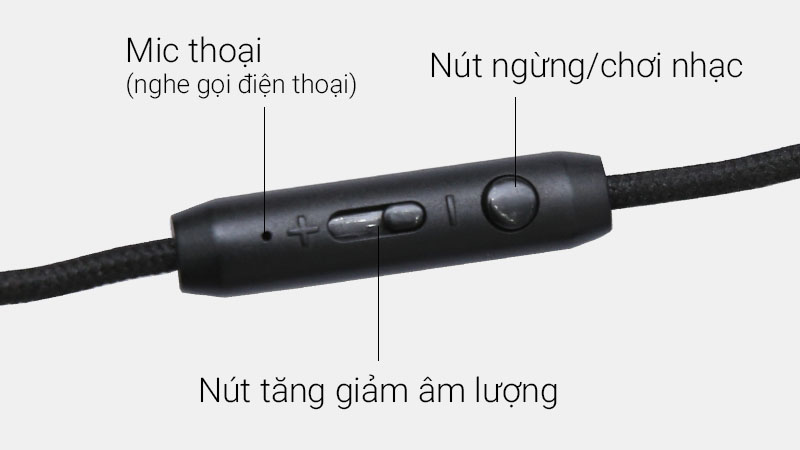 Mic thoại
(nghe gọi điện thoại)
Nút ngừng/chơi nhạc
Nút tăng giảm âm lượng